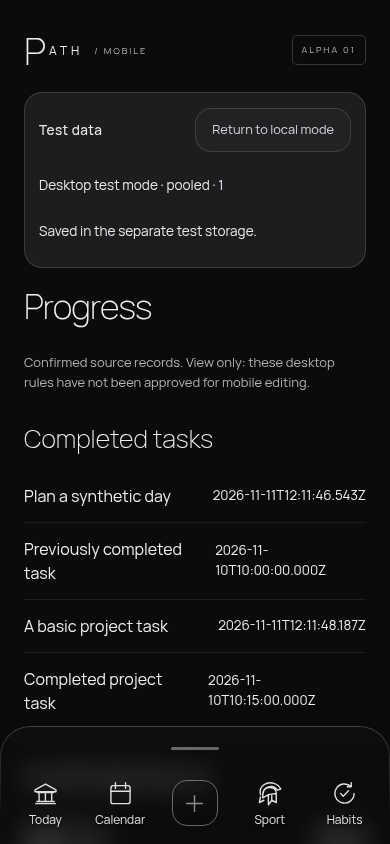 PATH / MOBILE
ALPHA 01
Test data
Return to local mode
Desktop test mode · pooled · 1
Saved in the separate test storage.
Progress
Confirmed source records. View only: these desktop
rules have not been approved for mobile editing.
Completed tasks
Plan a synthetic day 2026-11-11T12:11:46.543Z
Previously completed
task
2026-11-
10T10:00:00.000Z
A basic project task 2026-11-11T12:11:48.187Z
Completed project
task
2026-11-
10T10:15:00.000Z
Today Calendar Sport Habits